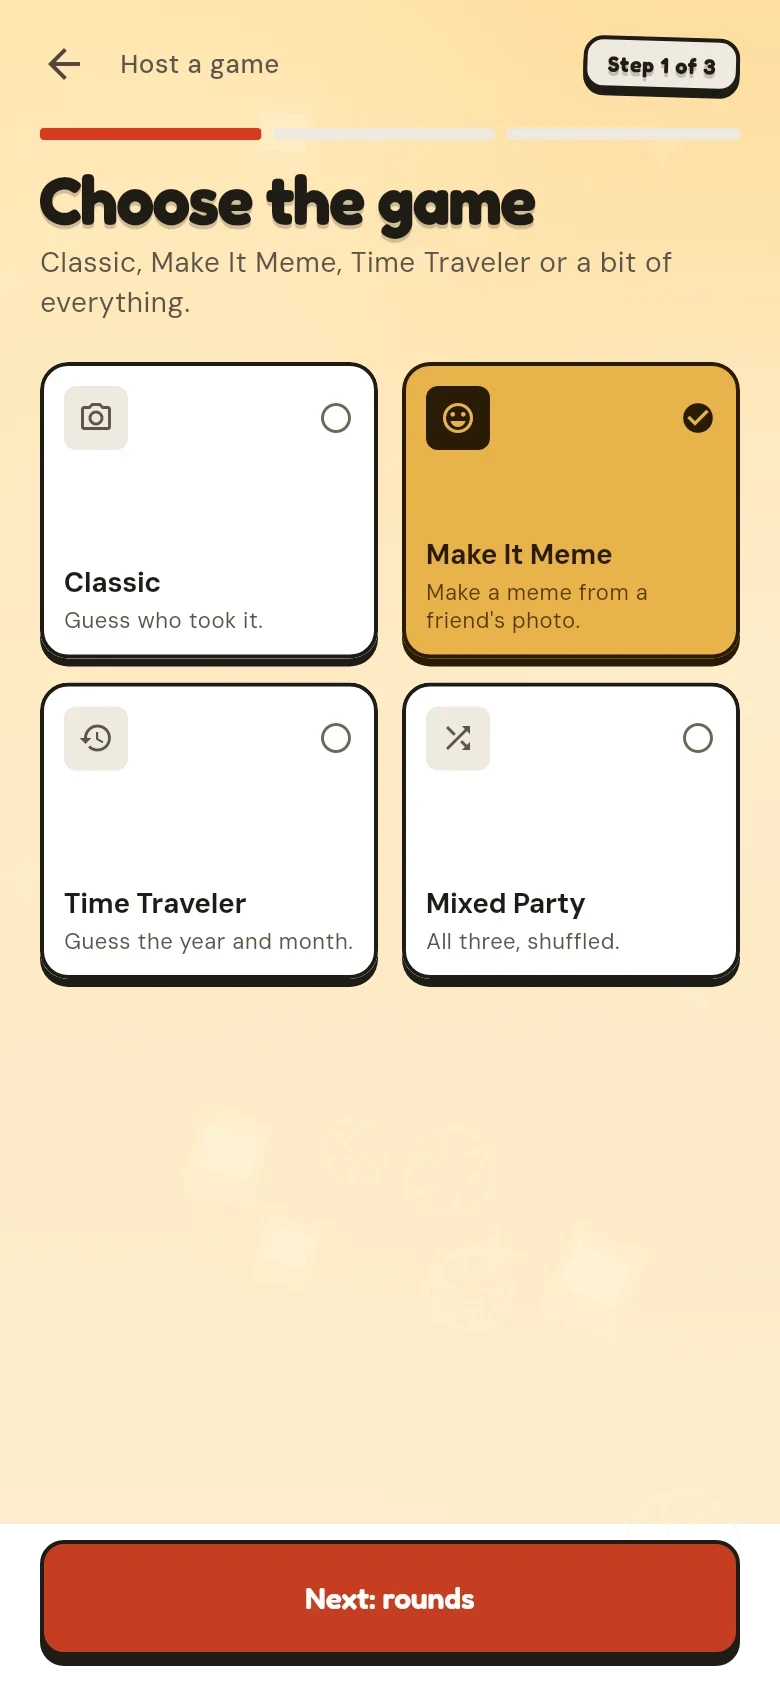 Host a game
Step 1 of 3
Choose the game
Classic, Make It Meme, Time Traveler or a bit of
everything.
Classic
Guess who took it.
Make It Meme
Make a meme from a
friend's photo.
Time Traveler
Guess the year and month.
Mixed Party
All three, shuffled.
Next: rounds